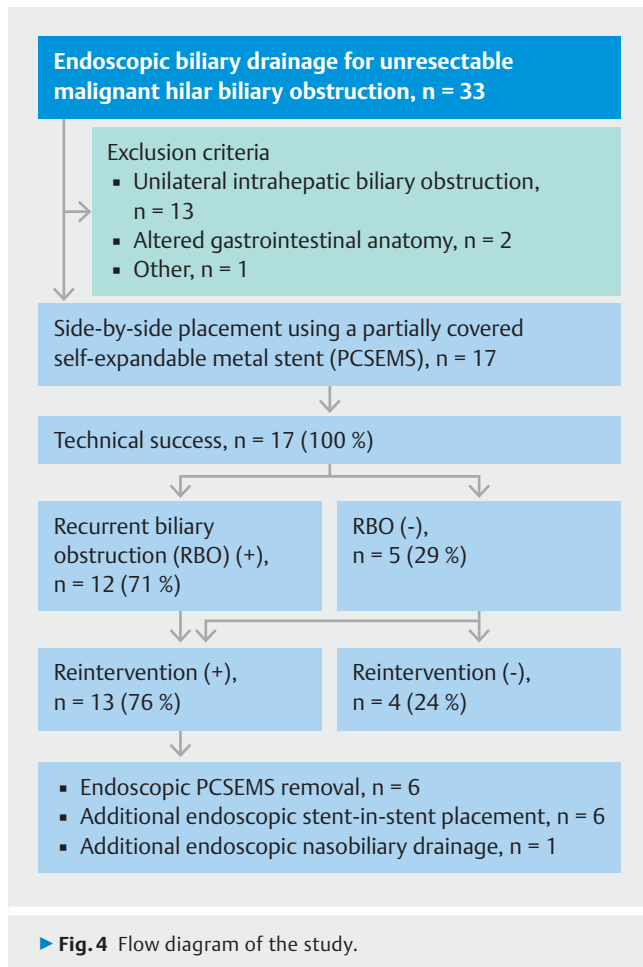 Endoscopic biliary drainage for unresectable
malignant hilar biliary obstruction, n = 33
Exclusion criteria
▪ Unilateral intrahepatic biliary obstruction,
n = 13
▪ Altered gastrointestinal anatomy, n = 2
▪ Other, n = 1
Side-by-side placement using a partially covered
self-expandable metal stent (PCSEMS), n = 17
Technical success, n = 17 (100 %)
Recurrent biliary
obstruction (RBO) (+),
n = 12 (71 %)
RBO (-),
n = 5 (29 %)
Reintervention (+),
n = 13 (76 %)
Reintervention (-),
n = 4 (24 %)
▪ Endoscopic PCSEMS removal, n = 6
▪ Additional endoscopic stent-in-stent placement, n = 6
▪ Additional endoscopic nasobiliary drainage, n = 1
▶ Fig. 4 Flow diagram of the study.